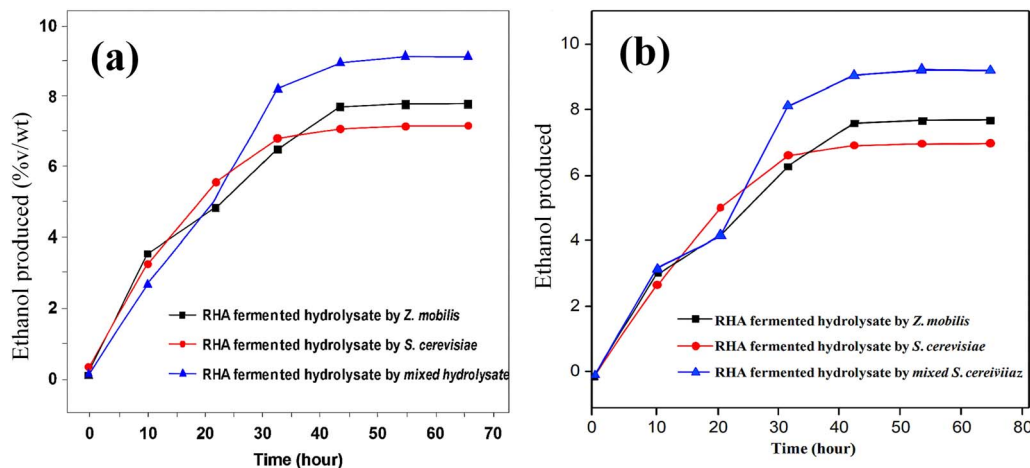 (a)
Ethanol produced (%v/wt)
10
8
6
4
2
0
RHA fermented hydrolysate by Z. mobilis
RHA fermented hydrolysate by S. cerevisiae
RHA fermented hydrolysate by mixed hydrolysate
0 10 20 30 40 50 60 70
Time (hour)
(b)
Ethanol produced
10
8
6
4
2
0
RHA fermented hydrolysate by Z. mobilis
RHA fermented hydrolysate by S. cerevisiae
RHA fermented hydrolysate by mixed S. cereiviiaz
0 10 20 30 40 50 60 70 80
Time (hour)